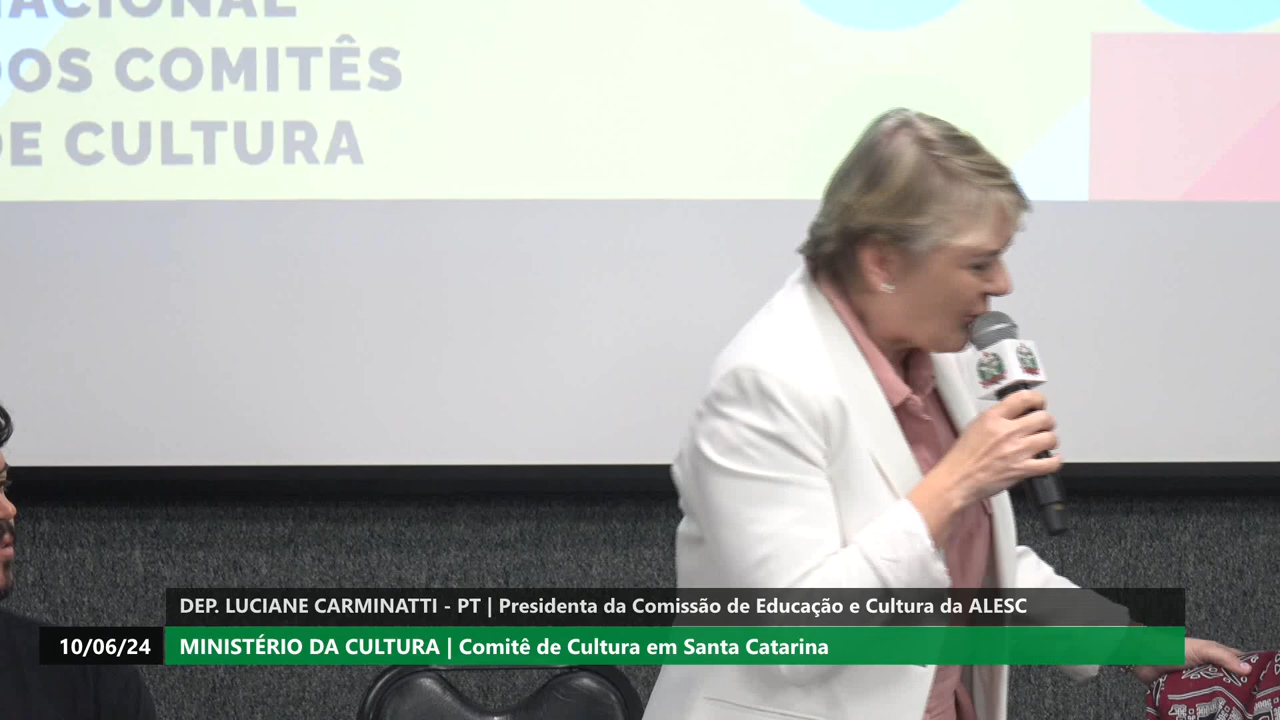 NACIONAL
DOS COMITÊS
DE CULTURA
DEP. LUCIANE CARMINATTI - PT | Presidenta da Comissão de Educação e Cultura da ALESC
10/06/24 MINISTÉRIO DA CULTURA | Comitê de Cultura em Santa Catarina